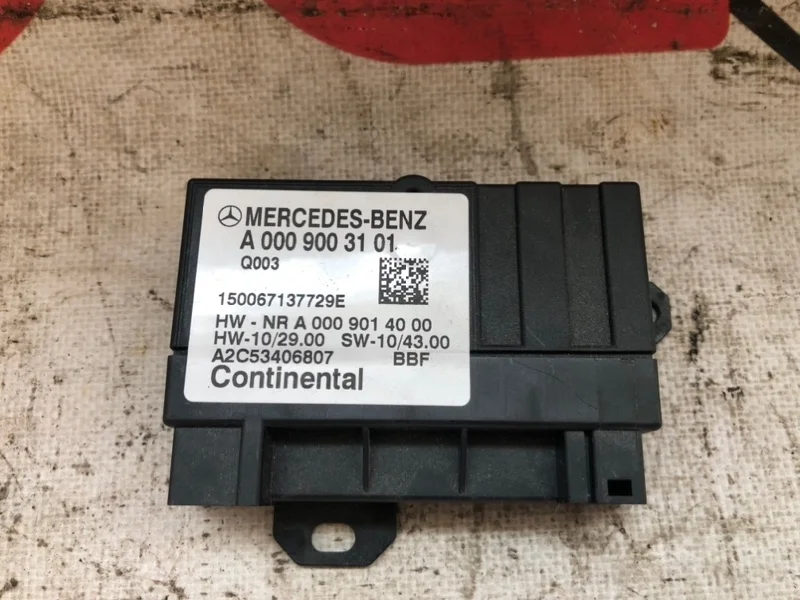 MERCEDES-BENZ
A 000 900 31 01
Q003
150067137729E
HW - NR A 000 901 40 00
HW-10/29.00 SW-10/43.00
A2C53406807 BBF
Continental